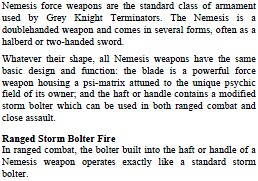 Nemesis force weapons are the standard class of armament
used by Grey Knight Terminators. The Nemesis is a
doublehanded weapon and comes in several forms, often as a
halberd or two-handed sword.
Whatever their shape, all Nemesis weapons have the same
basic design and function: the blade is a powerful force
weapon housing a psi-matrix attuned to the unique psychic
field of its owner; and the haft or handle contains a modified
storm bolter which can be used in both ranged combat and
close assault.
Ranged Storm Bolter Fire
In ranged combat, the bolter built into the haft or handle of a
Nemesis weapon operates exactly like a standard storm
bolter.